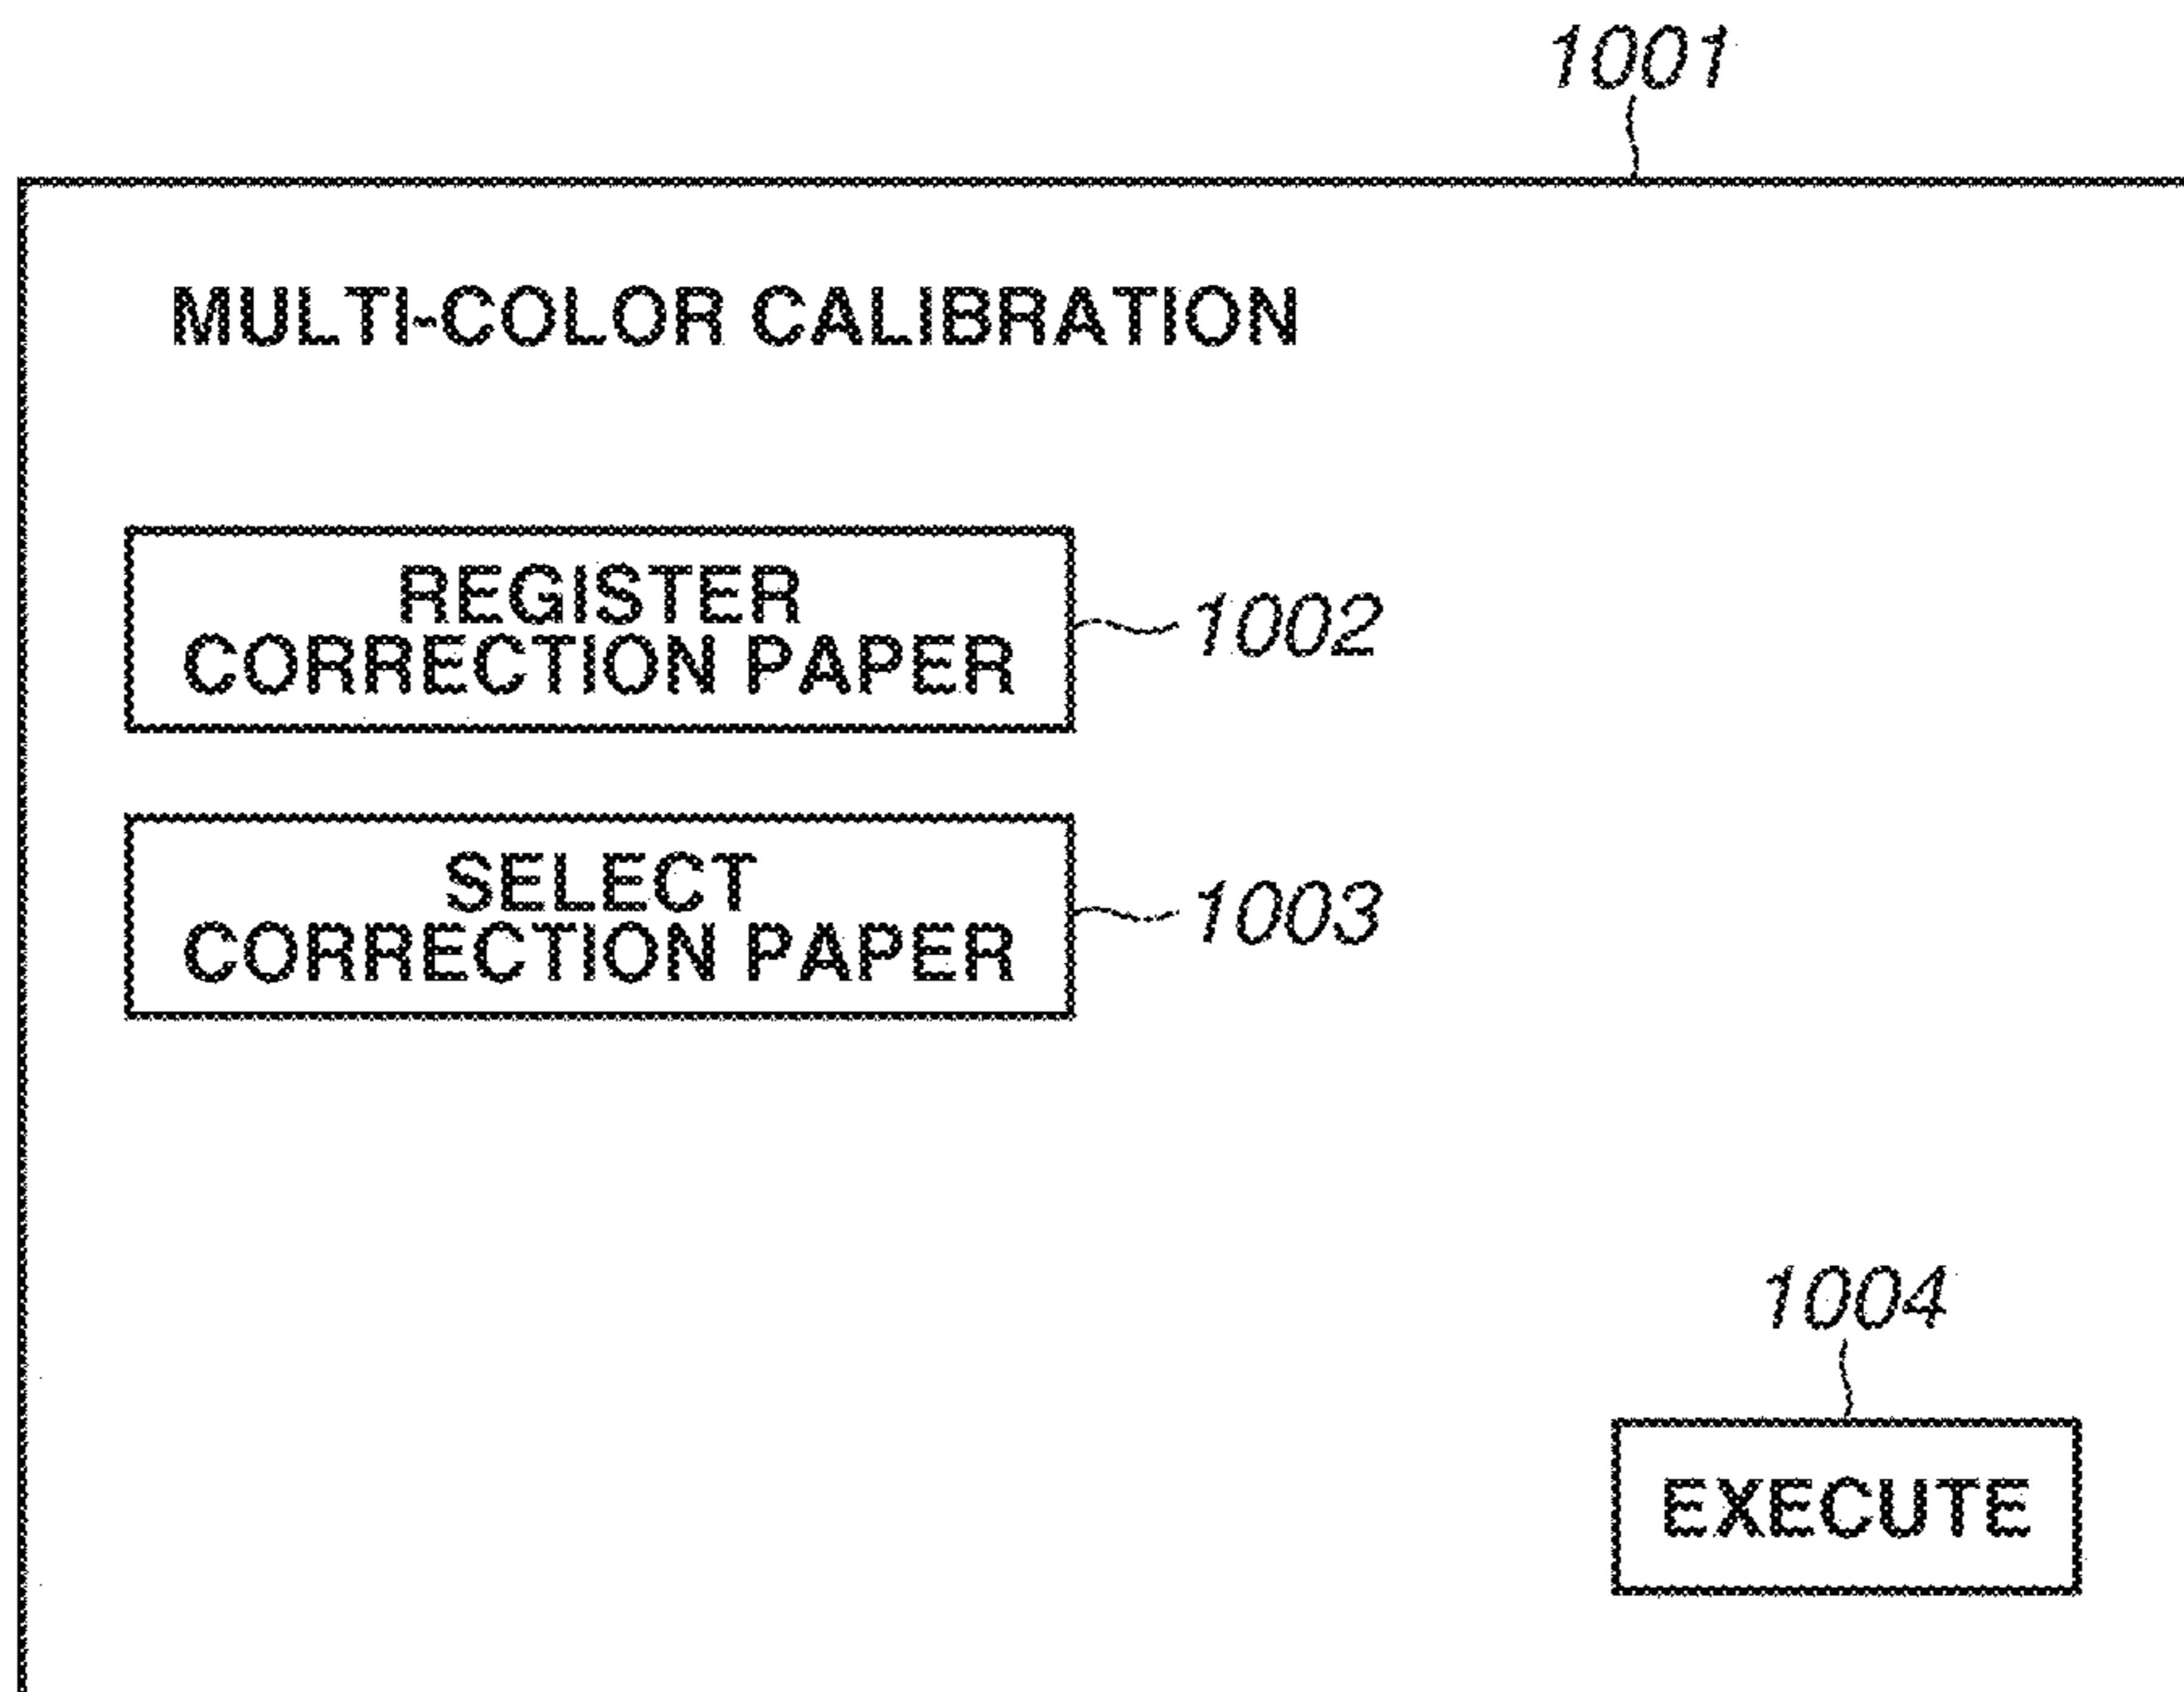 1001
MULTI-COLOR CALIBRATION
REGISTER
CORRECTION PAPER
1002
SELECT
CORRECTION PAPER
1003
1004
EXECUTE